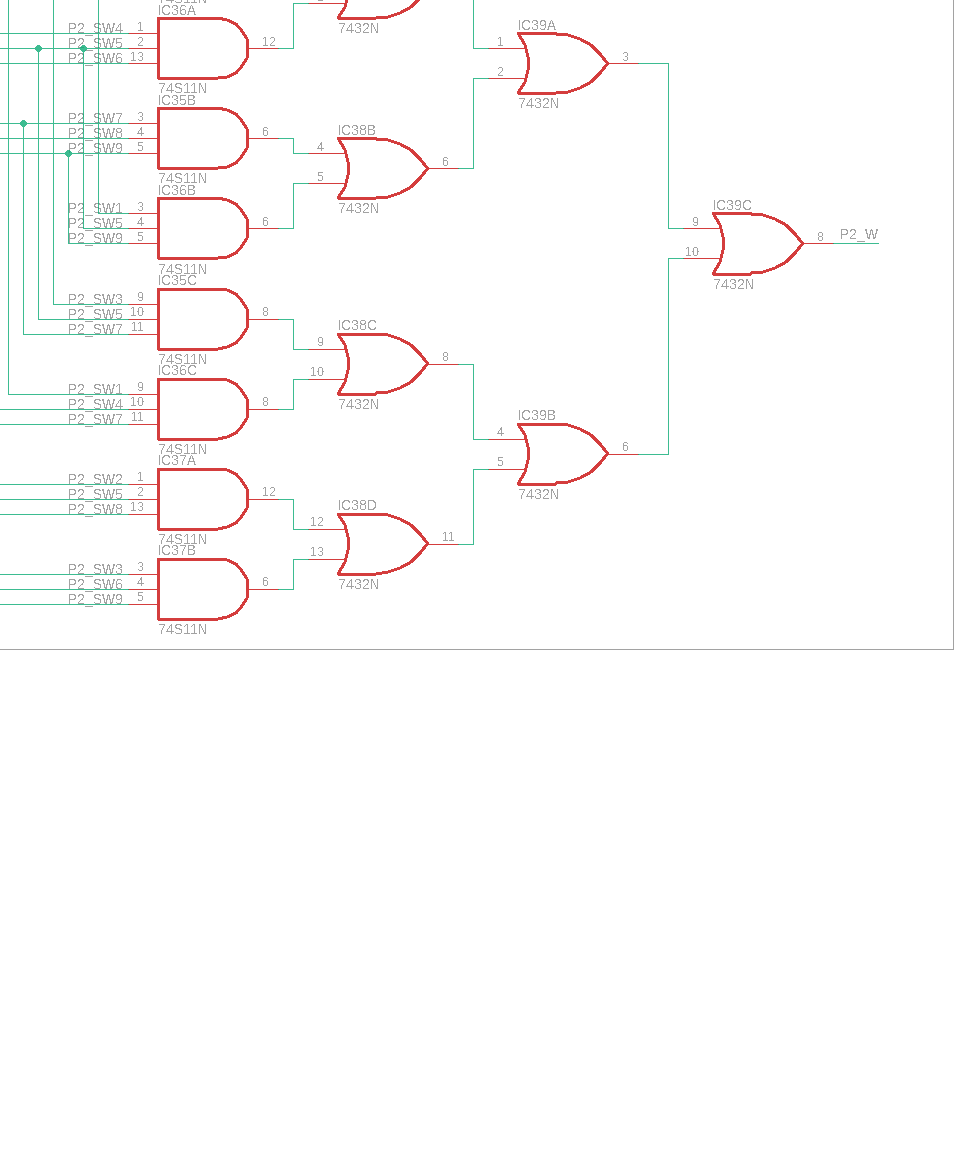 74S11N
IC36A
P2_SW4 1
P2_SW5 2
P2_SW6 13
12
74S11N
7432N
IC39A
1
2
3
7432N
IC35B
P2_SW7 3
P2_SW8 4
P2_SW9 5
6
74S11N
IC38B
4
5
6
7432N
IC36B
P2_SW1 3
P2_SW5 4
P2_SW9 5
6
74S11N
IC39C
9
10
8 P2_W
7432N
IC35C
P2_SW3 9
P2_SW5 10
P2_SW7 11
8
74S11N
IC38C
9
10
8
7432N
IC36C
P2_SW1 9
P2_SW4 10
P2_SW7 11
8
74S11N
IC39B
4
5
6
7432N
IC37A
P2_SW2 1
P2_SW5 2
P2_SW8 13
12
74S11N
IC38D
12
13
11
7432N
IC37B
P2_SW3 3
P2_SW6 4
P2_SW9 5
6
74S11N